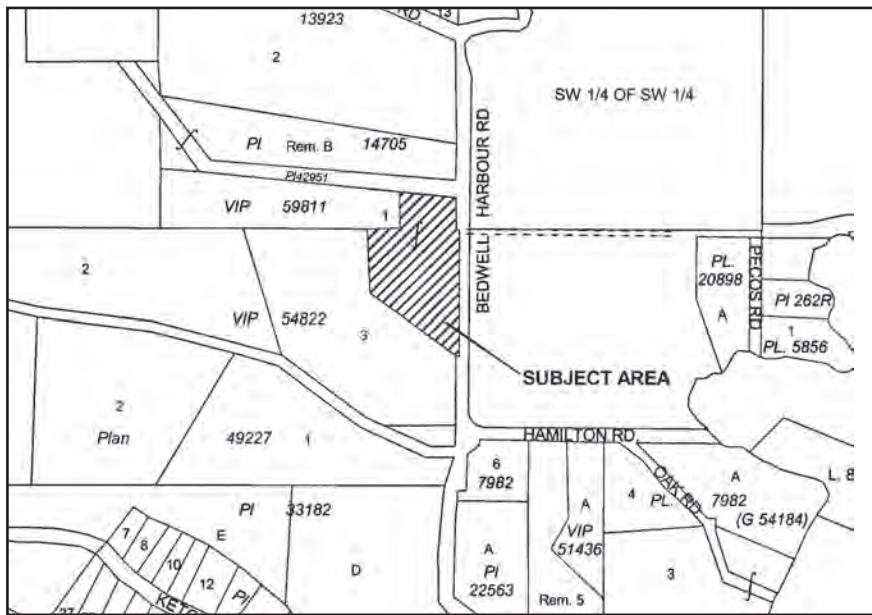 13923
RD.
13
2
SW 1/4 OF SW 1/4
Pl Rem. B 14705
Pl42951
BEDWELL HARBOUR RD
VIP 59811 1
2
PL.
20898
A
PECOS RD
Pl 262R
1
PL. 5856
VIP 54822
3
SUBJECT AREA
2
Plan 49227 1
HAMILTON RD
6
7982
A
VIP
51436
4
PL.
OAK RD.
A
7982
(G 54184)
L. 8
Pl 33182
E
7
8
10
12
Pl
D
A
Pl
22563
Rem. 5
3
27